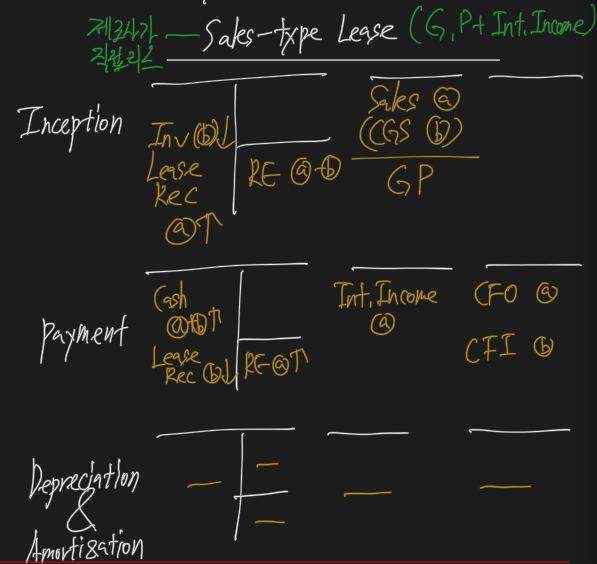 제조사가 — Sales-type Lease (G.P + Int. Income)
직접리스
Inception
Inv ⓑ↓
Lease
Rec
ⓐ↑
RE ⓐ-ⓑ
Sales ⓐ
(CGS ⓑ)
GP
payment
Cash
ⓐ+ⓑ↑
Lease
Rec ⓑ↓
RE ⓐ↑
Int. Income
ⓐ
CFO ⓐ
CFI ⓑ
Depreciation
&
Amortization